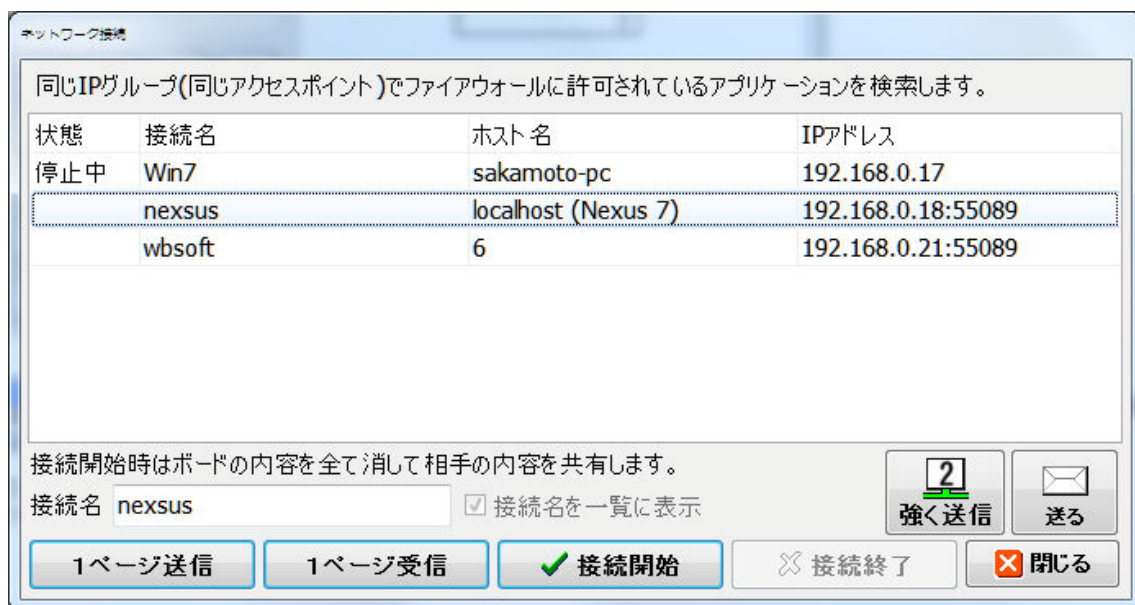 ネットワーク接続
同じIPグループ(同じアクセスポイント)でファイアウォールに許可されているアプリケーションを検索します。
状態 接続名 ホスト名 IPアドレス
停止中 Win7 sakamoto-pc 192.168.0.17
nexsus localhost (Nexus 7) 192.168.0.18:55089
wbsoft 6 192.168.0.21:55089
接続開始時はボードの内容を全て消して相手の内容を共有します。
接続名 nexsus 接続名を一覧に表示
2
強く送信 送る
1ページ送信 1ページ受信 接続開始 接続終了 閉じる